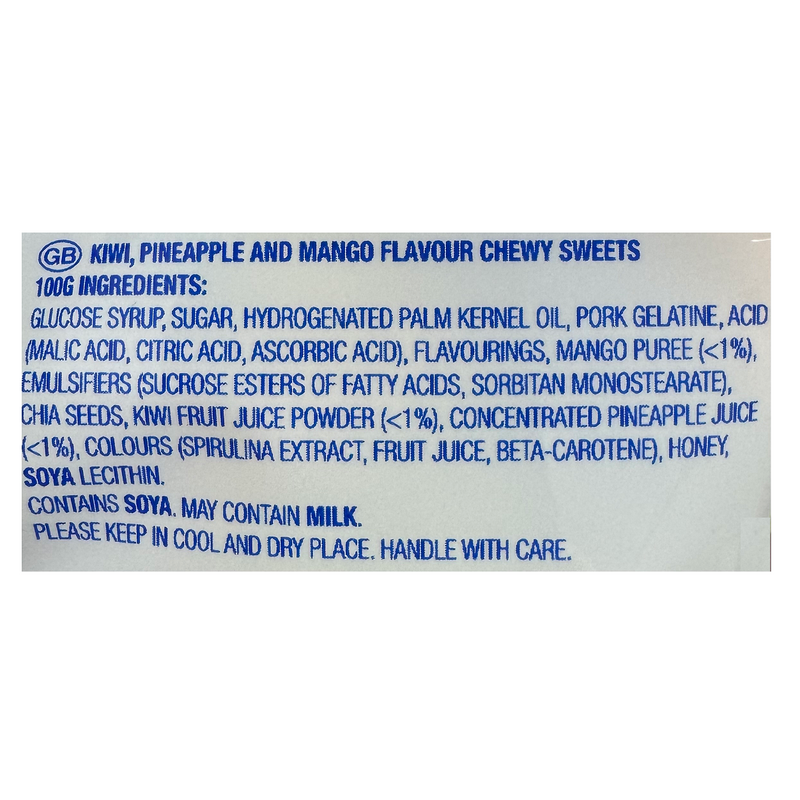 GB KIWI, PINEAPPLE AND MANGO FLAVOUR CHEWY SWEETS
100G INGREDIENTS:
GLUCOSE SYRUP, SUGAR, HYDROGENATED PALM KERNEL OIL, PORK GELATINE, ACID
(MALIC ACID, CITRIC ACID, ASCORBIC ACID), FLAVOURINGS, MANGO PUREE (<1%),
EMULSIFIERS (SUCROSE ESTERS OF FATTY ACIDS, SORBITAN MONOSTEARATE),
CHIA SEEDS, KIWI FRUIT JUICE POWDER (<1%), CONCENTRATED PINEAPPLE JUICE
(<1%), COLOURS (SPIRULINA EXTRACT, FRUIT JUICE, BETA-CAROTENE), HONEY,
SOYA LECITHIN.
CONTAINS SOYA. MAY CONTAIN MILK.
PLEASE KEEP IN COOL AND DRY PLACE. HANDLE WITH CARE.